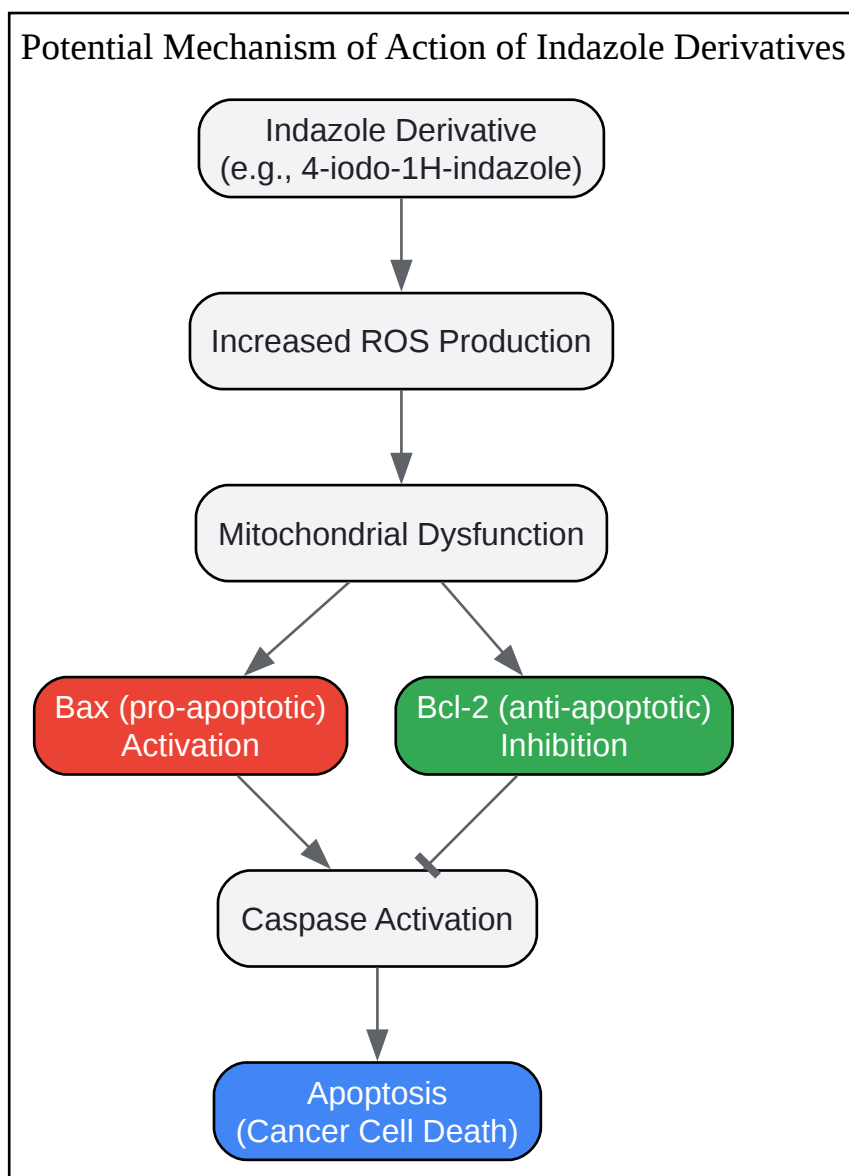 Potential Mechanism of Action of Indazole Derivatives
Indazole Derivative
(e.g., 4-iodo-1H-indazole)
Increased ROS Production
Mitochondrial Dysfunction
Bax (pro-apoptotic)
Activation
Bcl-2 (anti-apoptotic)
Inhibition
Caspase Activation
Apoptosis
(Cancer Cell Death)